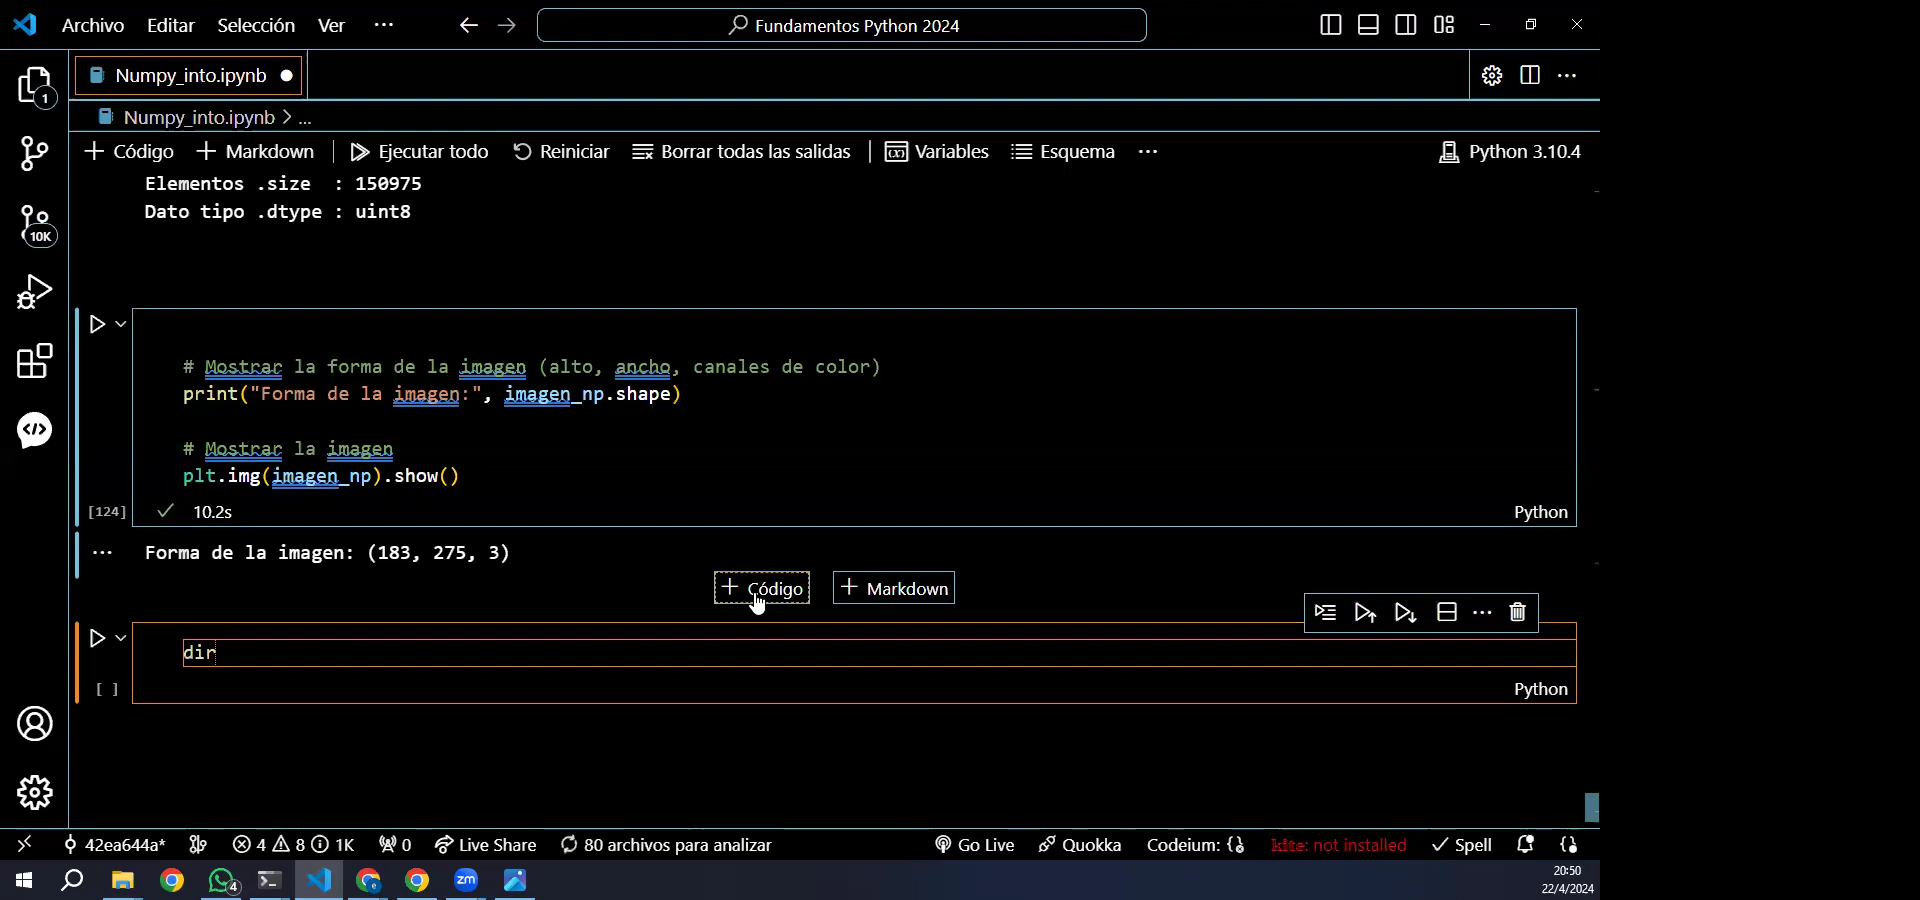 Archivo Editar Selección Ver ··· Fundamentos Python 2024
1 Numpy_into.ipynb
Numpy_into.ipynb > ...
Código Markdown Ejecutar todo Reiniciar Borrar todas las salidas Variables Esquema ··· Python 3.10.4
Elementos .size : 150975
Dato tipo .dtype : uint8
10K
# Mostrar la forma de la imagen (alto, ancho, canales de color)
print("Forma de la imagen:", imagen_np.shape)
# Mostrar la imagen
plt.img(imagen_np).show()
[124] 10.2s Python
··· Forma de la imagen: (183, 275, 3)
+ Código + Markdown
dir
[ ] Python
42ea644a* 4 8 1K 0 Live Share 80 archivos para analizar Go Live Quokka Codeium: {} kite: not installed Spell
4 zm 20:50
22/4/2024